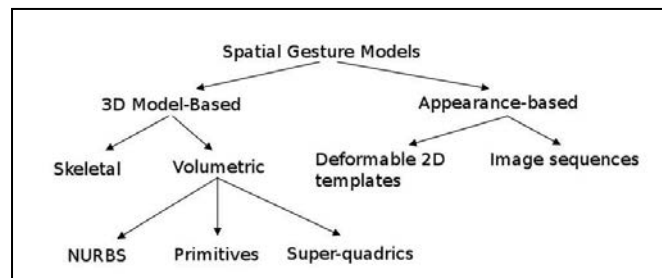 Spatial Gesture Models
3D Model-Based
Appearance-based
Skeletal
Volumetric
Deformable 2D
templates
Image sequences
NURBS
Primitives
Super-quadrics